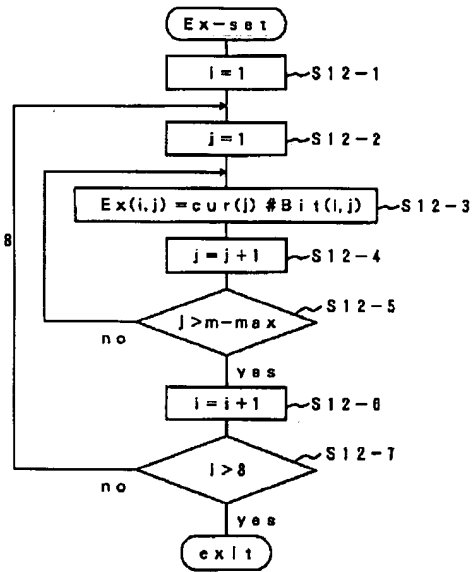 Ex-set
i=1 S12-1
j=1 S12-2
Ex(i,j)=cur(j)#Bit(i,j) S12-3
8
j=j+1 S12-4
j>m-max S12-5
no
yes
i=i+1 S12-6
i>8 S12-7
no
yes
exit